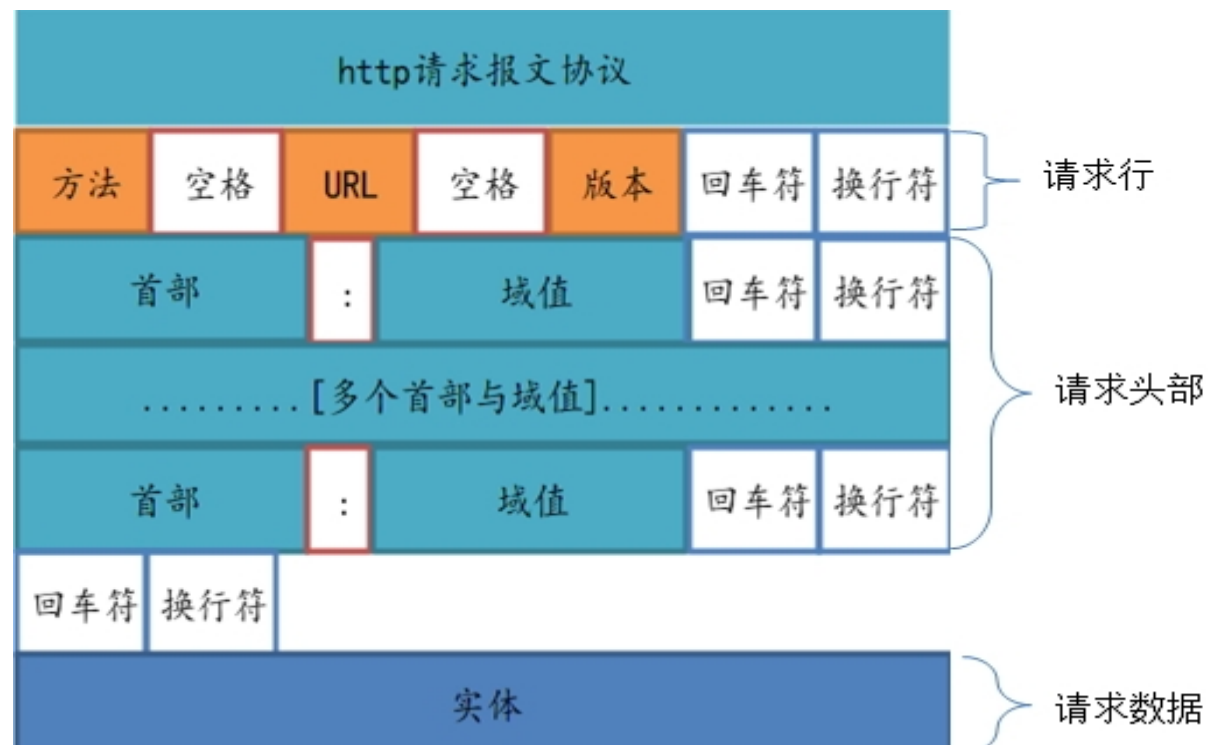 http请求报文协议
方法 空格 URL 空格 版本 回车符 换行符 请求行
首部 : 域值 回车符 换行符
.........[多个首部与域值]............. 请求头部
首部 : 域值 回车符 换行符
回车符 换行符
实体 请求数据